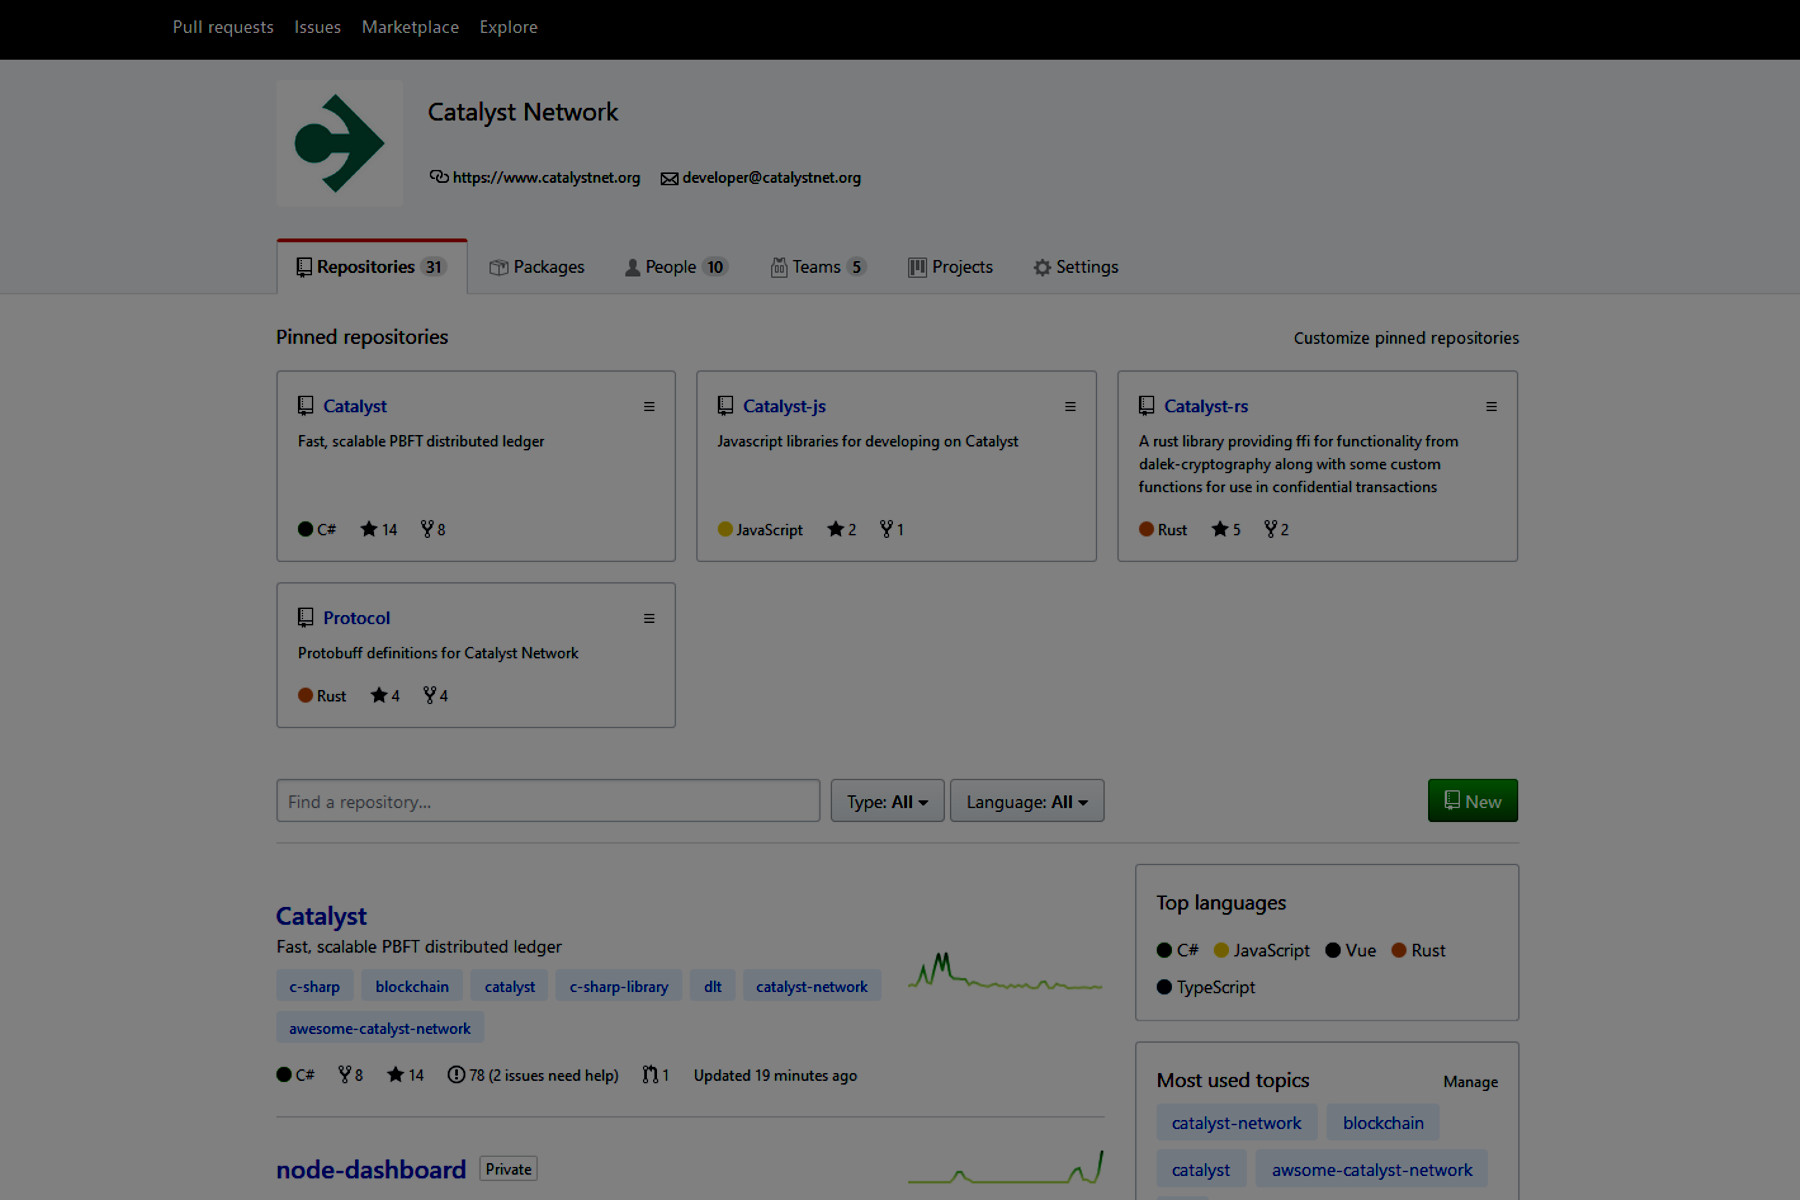 Pull requests Issues Marketplace Explore
Catalyst Network
https://www.catalystnet.org developer@catalystnet.org
Repositories 31 Packages People 10 Teams 5 Projects Settings
Pinned repositories Customize pinned repositories
Catalyst
Fast, scalable PBFT distributed ledger
C# 14 8
Catalyst-js
Javascript libraries for developing on Catalyst
JavaScript 2 1
Catalyst-rs
A rust library providing ffi for functionality from
dalek-cryptography along with some custom
functions for use in confidential transactions
Rust 5 2
Protocol
Protobuff definitions for Catalyst Network
Rust 4 4
Find a repository... Type: All Language: All New
Catalyst
Fast, scalable PBFT distributed ledger
c-sharp blockchain catalyst c-sharp-library dlt catalyst-network
awesome-catalyst-network
C# 8 14 78 (2 issues need help) 1 Updated 19 minutes ago
node-dashboard Private
Top languages
C# JavaScript Vue Rust
TypeScript
Most used topics Manage
catalyst-network blockchain
catalyst awsome-catalyst-network